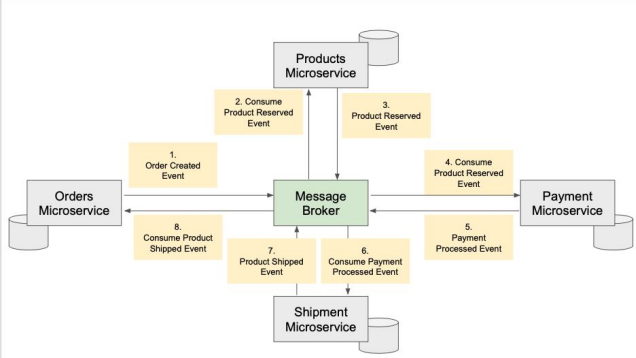 Products
Microservice
2. Consume
Product Reserved
Event
3.
Product Reserved
Event
1.
Order Created
Event
4. Consume
Product Reserved
Event
Orders
Microservice
Message
Broker
Payment
Microservice
8.
Consume Product
Shipped Event
7.
Product Shipped
Event
6.
Consume Payment
Processed Event
5.
Payment
Processed Event
Shipment
Microservice